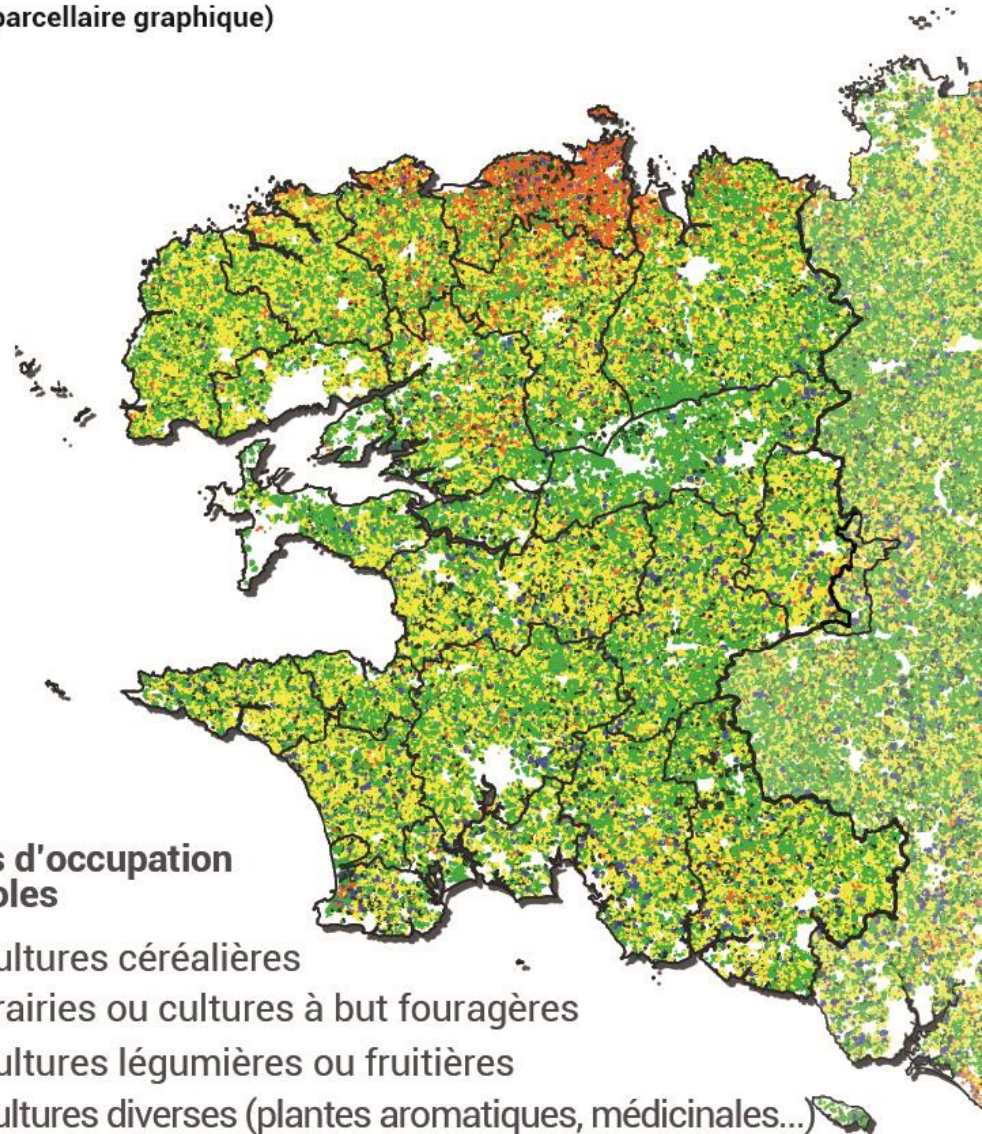 parcellaire graphique)
s d'occupation
oles
ultures céréalières
rairies ou cultures à but fouragères
ultures légumières ou fruitières
ultures diverses (plantes aromatiques, médicinales...)